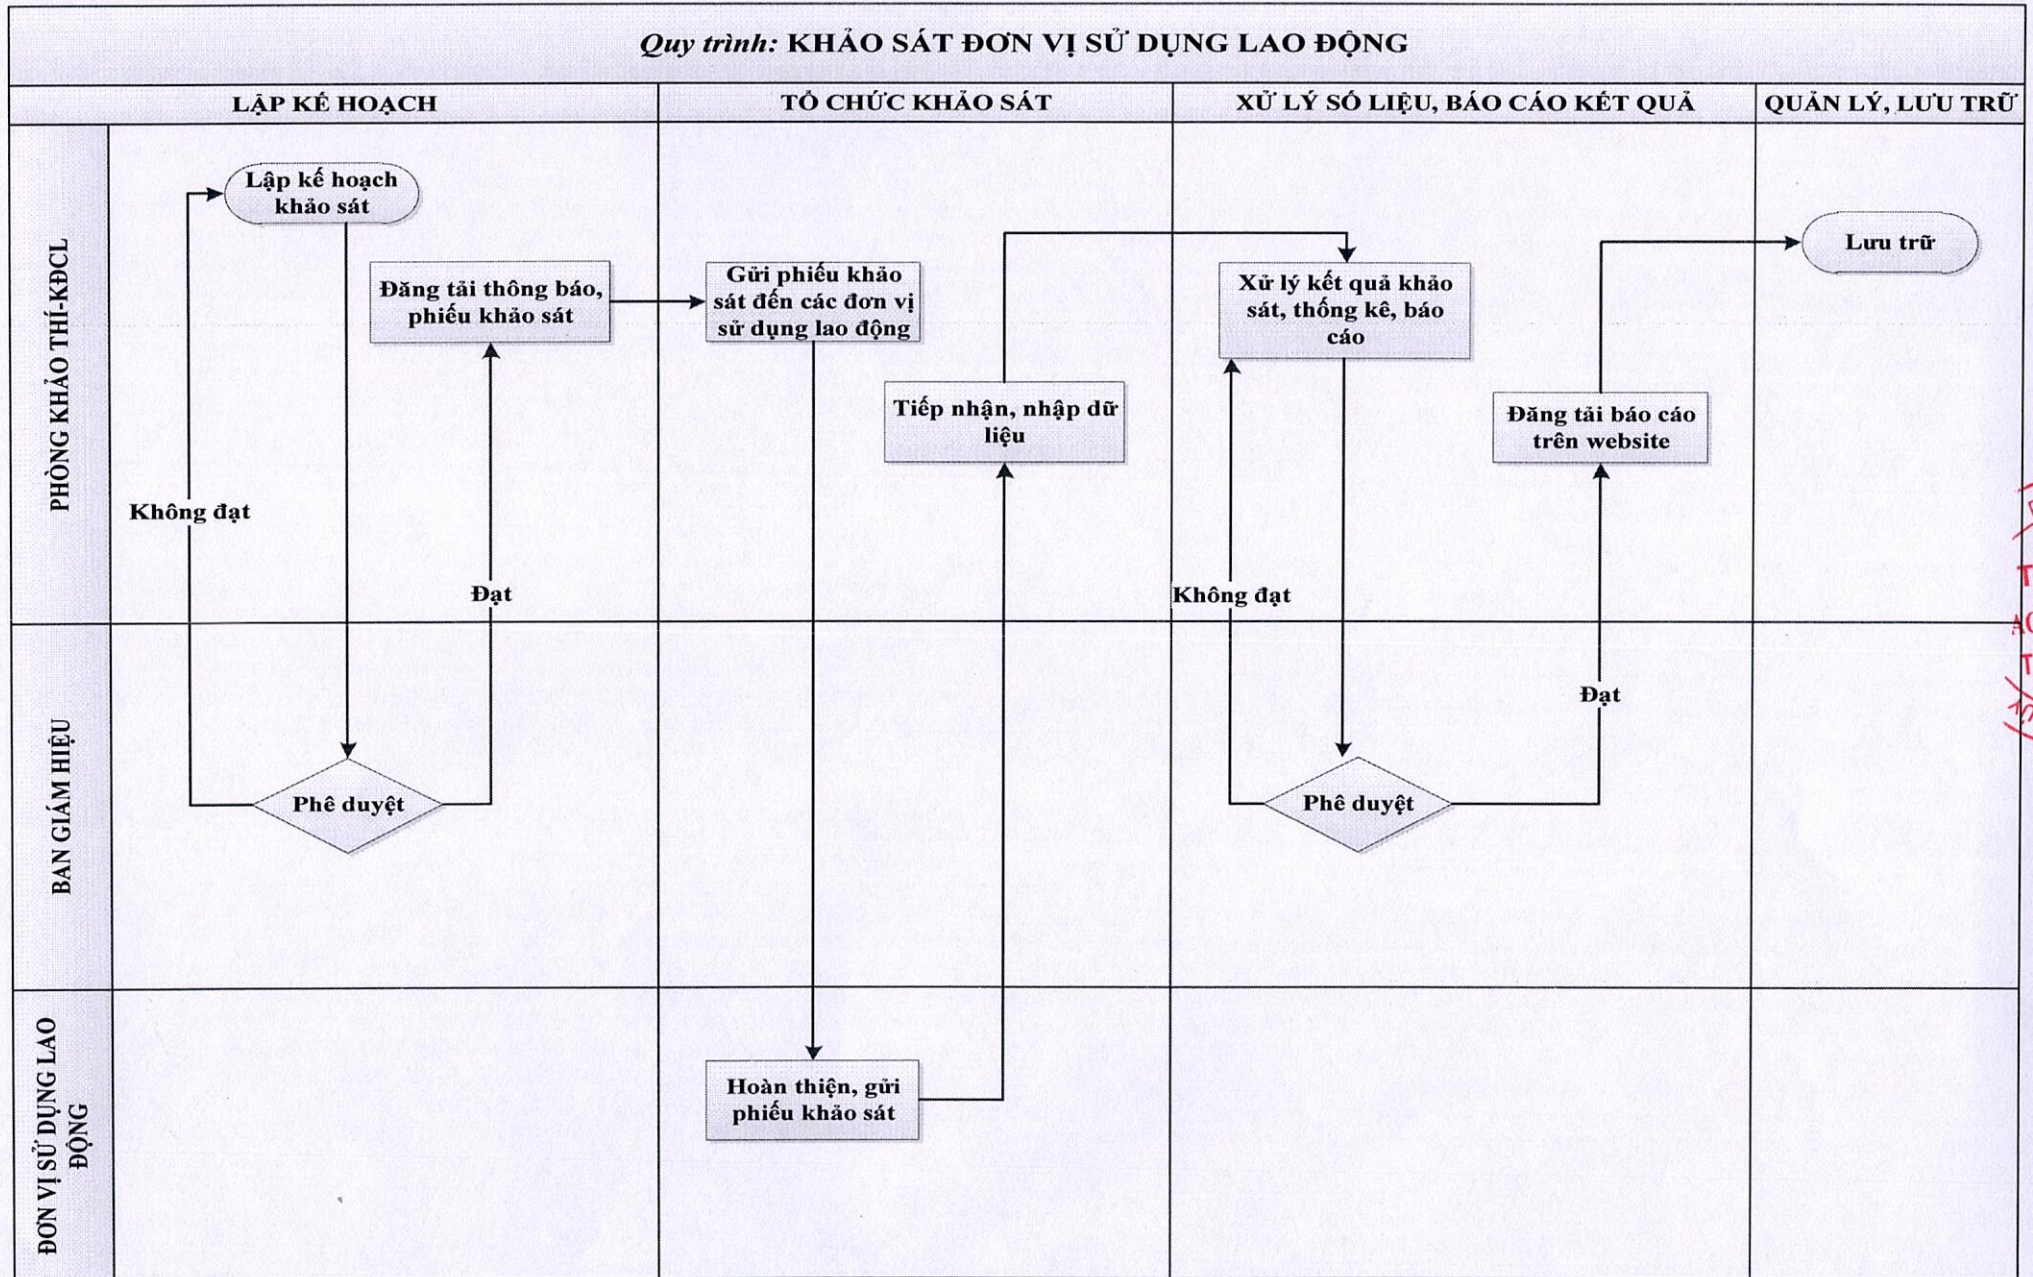 Quy trình: KHẢO SÁT ĐƠN VỊ SỬ DỤNG LAO ĐỘNG
LẬP KẾ HOẠCH
TỔ CHỨC KHẢO SÁT
XỬ LÝ SỐ LIỆU, BÁO CÁO KẾT QUẢ
QUẢN LÝ, LƯU TRỮ
PHÒNG KHẢO THÍ-KĐCL
Lập kế hoạch
khảo sát
Đăng tải thông báo,
phiếu khảo sát
Không đạt
Đạt
Gửi phiếu khảo
sát đến các đơn vị
sử dụng lao động
Tiếp nhận, nhập dữ
liệu
Xử lý kết quả khảo
sát, thống kê, báo
cáo
Đăng tải báo cáo
trên website
Không đạt
Lưu trữ
BAN GIÁM HIỆU
Phê duyệt
Phê duyệt
Đạt
ĐƠN VỊ SỬ DỤNG LAO
ĐỘNG
Hoàn thiện, gửi
phiếu khảo sát